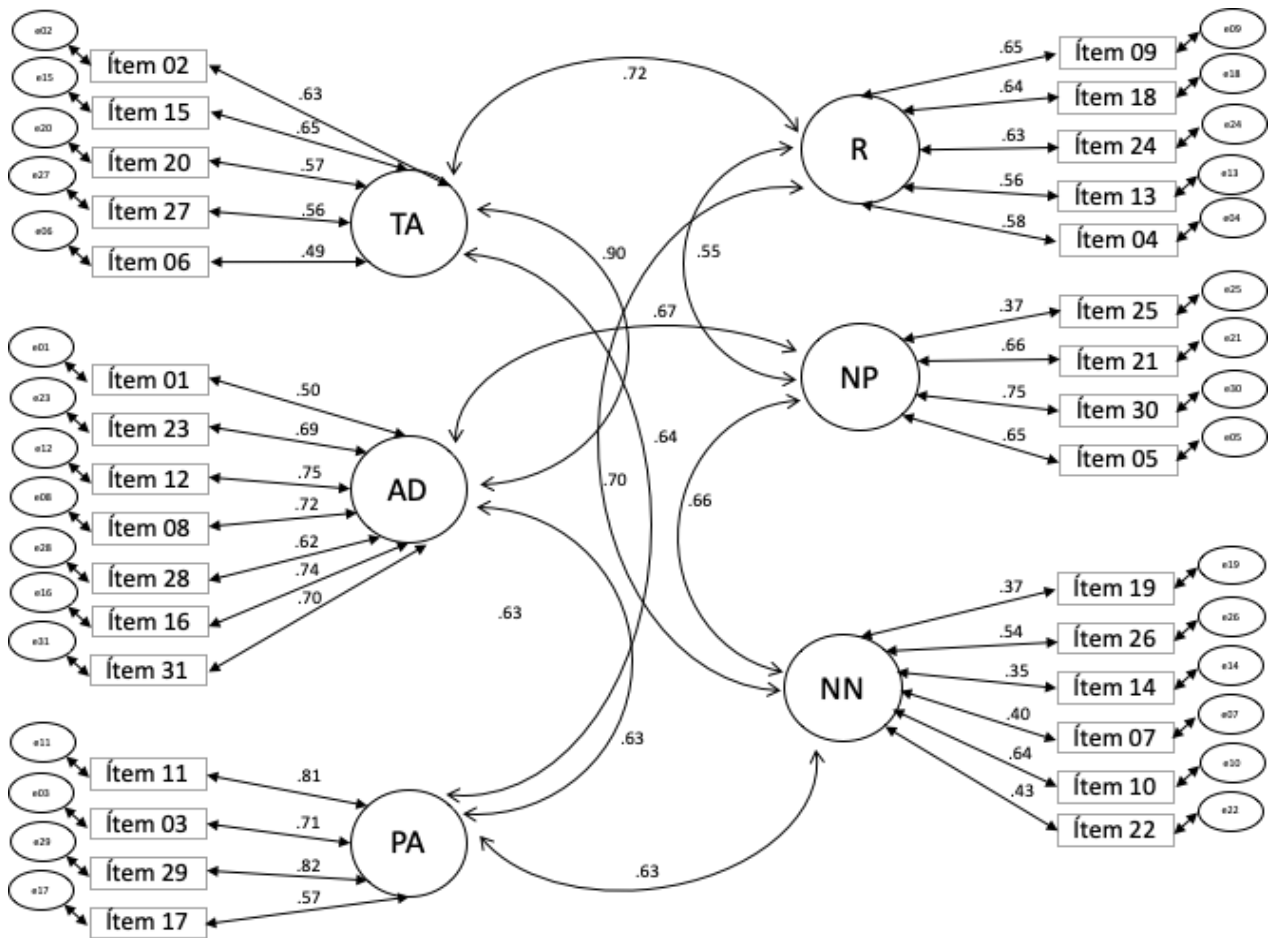 e02
Ítem 02
.63
e15
Ítem 15
.65
e20
Ítem 20
.57
e27
Ítem 27
.56
e06
Ítem 06
.49
TA
e01
Ítem 01
.50
e23
Ítem 23
.69
e12
Ítem 12
.75
e08
Ítem 08
.72
e28
Ítem 28
.62
e16
Ítem 16
.74
e31
Ítem 31
.70
AD
e11
Ítem 11
.81
e03
Ítem 03
.71
e29
Ítem 29
.82
e17
Ítem 17
.57
PA
.72
.90
.55
.67
.64
.70
.66
.63
.63
.63
R
.65
Ítem 09
e09
.64
Ítem 18
e18
.63
Ítem 24
e24
.56
Ítem 13
e13
.58
Ítem 04
e04
NP
.37
Ítem 25
e25
.66
Ítem 21
e21
.75
Ítem 30
e30
.65
Ítem 05
e05
NN
.37
Ítem 19
e19
.54
Ítem 26
e26
.35
Ítem 14
e14
.40
Ítem 07
e07
.64
Ítem 10
e10
.43
Ítem 22
e22